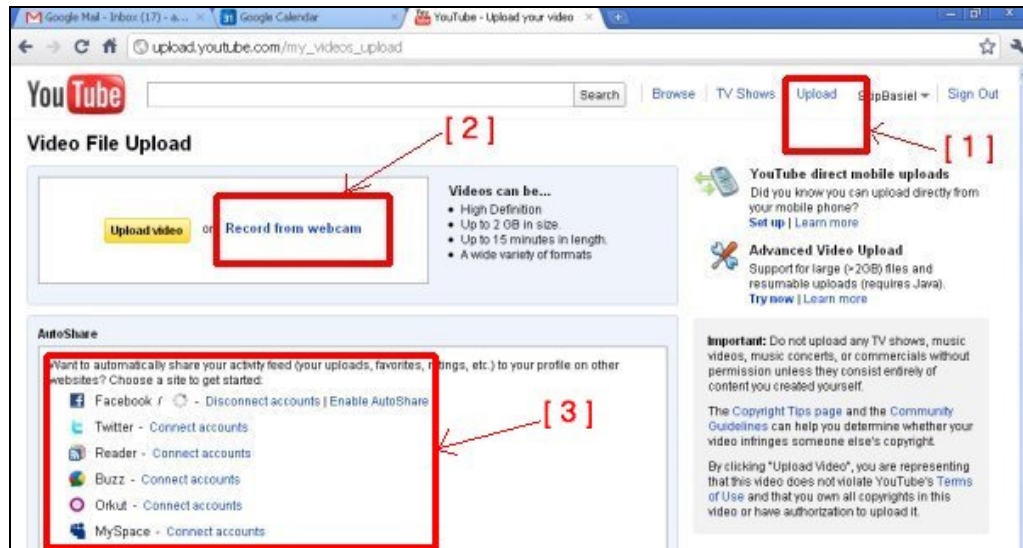 Google Mail - Inbox (17) - a...
31 Google Calendar
YouTube - Upload your video
upload.youtube.com/my_videos_upload
YouTube
Search
Browse | TV Shows
Upload
Basiel
Sign Out
[ 1 ]
[ 2 ]
Video File Upload
Upload video
or
Record from webcam
Videos can be...
• High Definition
• Up to 2 GB in size.
• Up to 15 minutes in length.
• A wide variety of formats
YouTube direct mobile uploads
Did you know you can upload directly from
your mobile phone?
Set up | Learn more
Advanced Video Upload
Support for large (>2GB) files and
resumable uploads (requires Java).
Try now | Learn more
AutoShare
Want to automatically share your activity feed (your uploads, favorites, ratings, etc.) to your profile on other
websites? Choose a site to get started:
Facebook / - Disconnect accounts | Enable AutoShare
Twitter - Connect accounts
Reader - Connect accounts
Buzz - Connect accounts
Orkut - Connect accounts
MySpace - Connect accounts
[ 3 ]
Important: Do not upload any TV shows, music
videos, music concerts, or commercials without
permission unless they consist entirely of
content you created yourself.
The Copyright Tips page and the Community
Guidelines can help you determine whether your
video infringes someone else's copyright.
By clicking "Upload Video", you are representing
that this video does not violate YouTube's Terms
of Use and that you own all copyrights in this
video or have authorization to upload it.